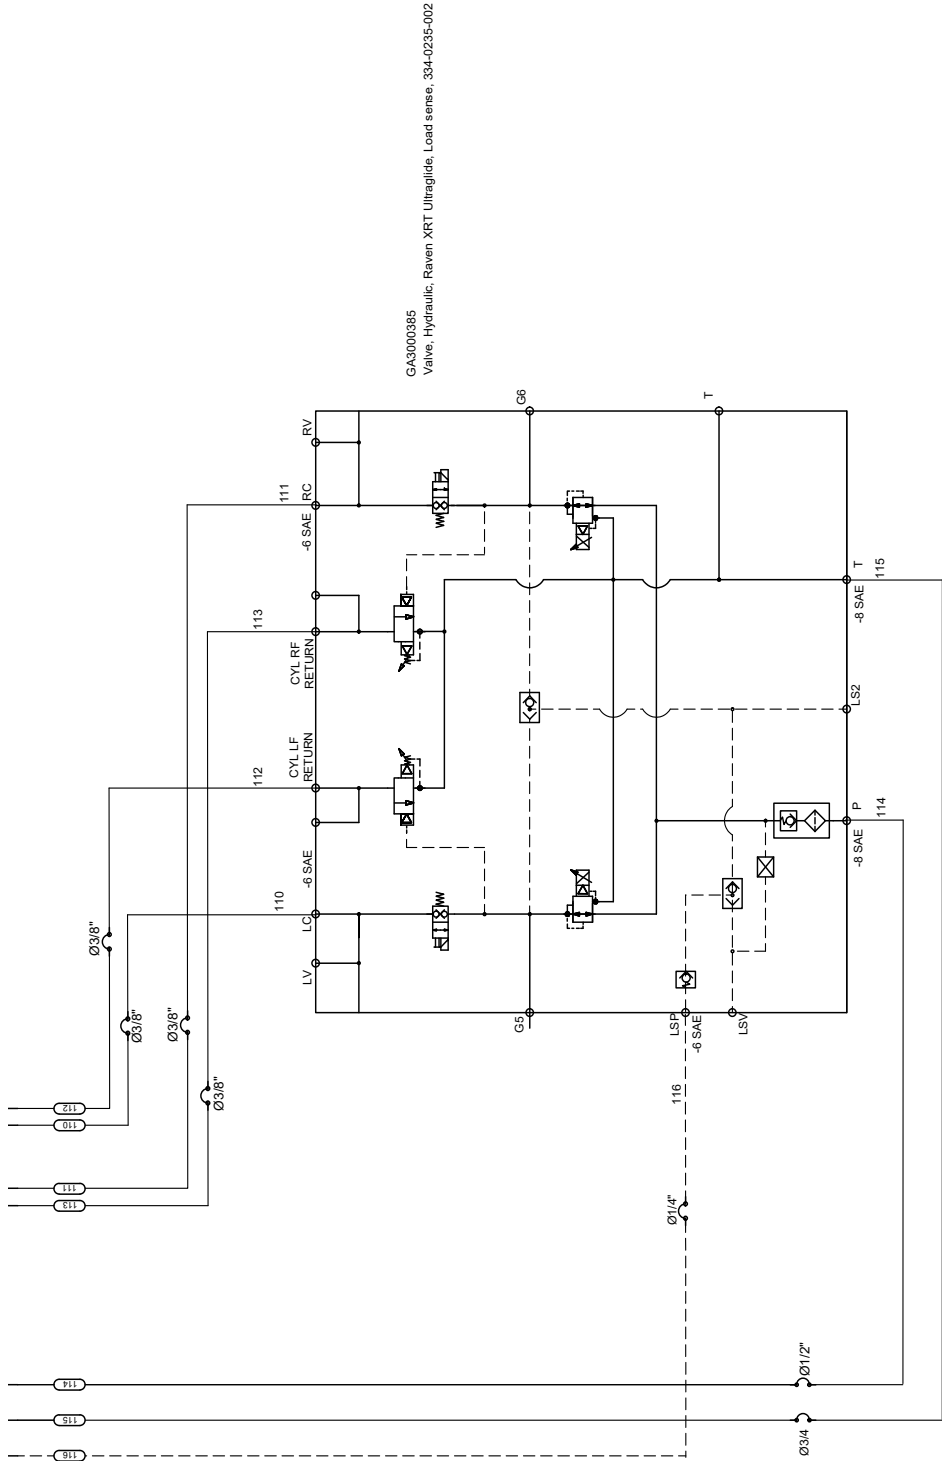 GA3000385
Valve, Hydraulic, Raven XRT Ultraglide, Load sense, 334-0235-002
RV
G6
T
111
RC
-6 SAE
113
CYL RF
RETURN
T
115
-8 SAE
CYL LF
RETURN
112
LS2
P
114
-8 SAE
-6 SAE
110
LC
LV
G5
LSP
-6 SAE
LSV
116
Ø3/8"
Ø3/8"
Ø3/8"
Ø3/8"
112
110
111
113
Ø1/4"
114
115
116
Ø1/2"
Ø3/4